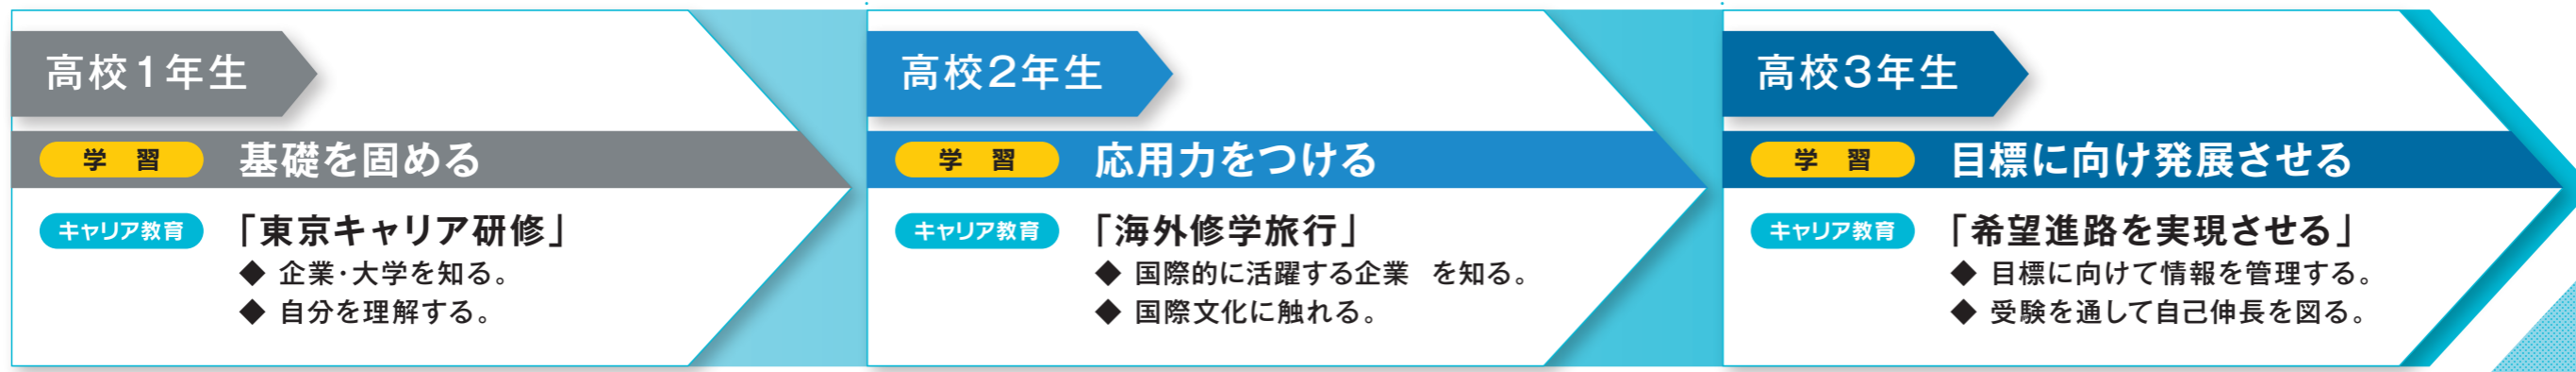 高校1年生
学 習 基礎を固める
キャリア教育 「東京キャリア研修」
◆ 企業・大学を知る。
◆ 自分を理解する。
高校2年生
学 習 応用力をつける
キャリア教育 「海外修学旅行」
◆ 国際的に活躍する企業 を知る。
◆ 国際文化に触れる。
高校3年生
学 習 目標に向け発展させる
キャリア教育 「希望進路を実現させる」
◆ 目標に向けて情報を管理する。
◆ 受験を通して自己伸長を図る。